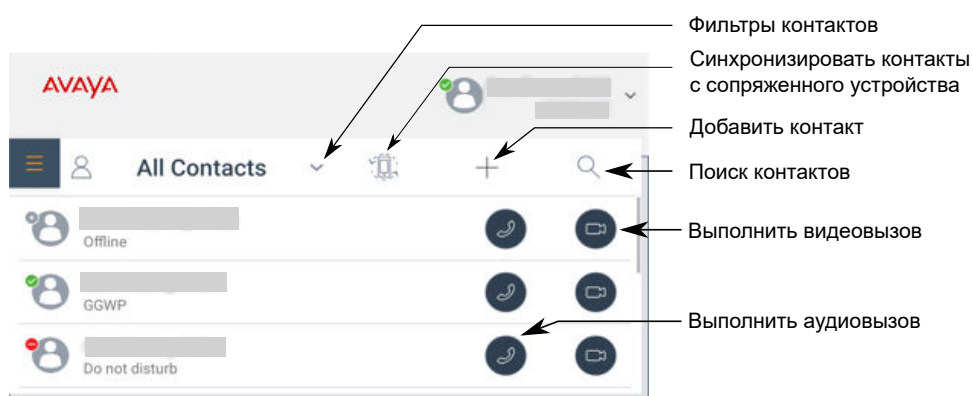 Фильтры контактов
Синхронизировать контакты
с сопряженного устройства
AVAYA
Добавить контакт
All Contacts
Поиск контактов
Offline
Выполнить видеовызов
GGWP
Выполнить аудиовызов
Do not disturb